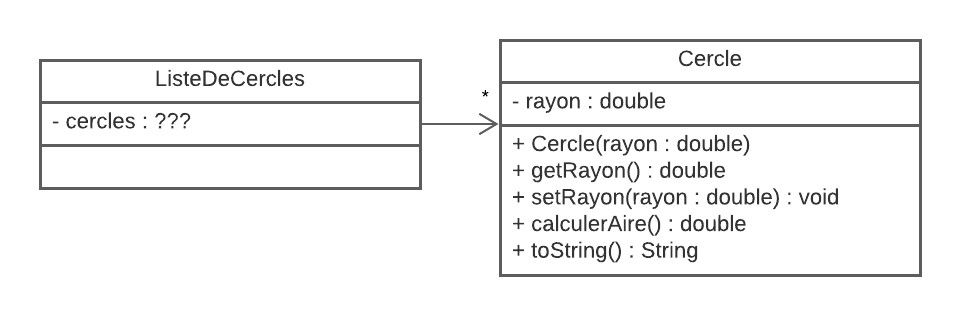 ListeDeCercles
- cercles : ???
*
Cercle
- rayon : double
+ Cercle(rayon : double)
+ getRayon() : double
+ setRayon(rayon : double) : void
+ calculerAire() : double
+ toString() : String